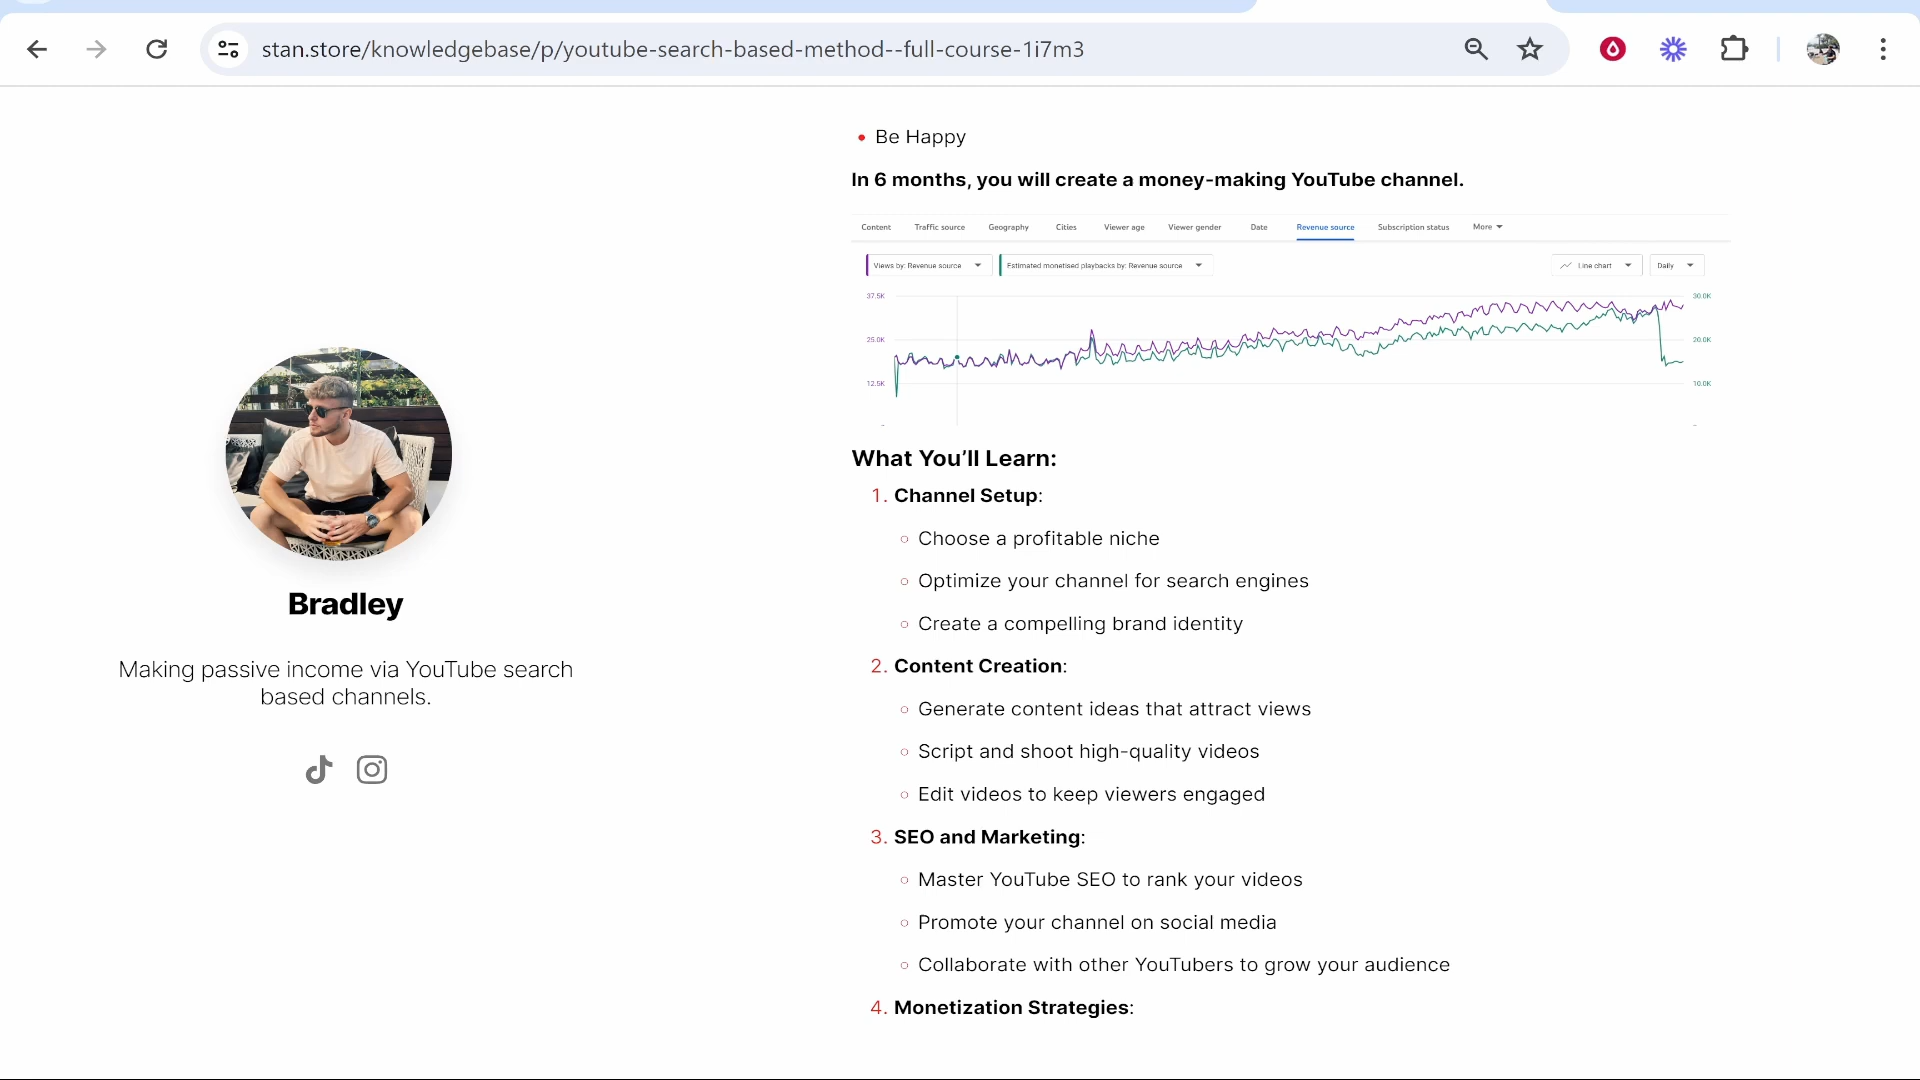 stan.store/knowledgebase/p/youtube-search-based-method--full-course-1i7m3
Be Happy
In 6 months, you will create a money-making YouTube channel.
Content Traffic source Geography Cities Viewer age Viewer gender Date Revenue source Subscription status More
Views by: Revenue source Estimated monetised playbacks by: Revenue source Line chart Daily
37.5K 30.0K
25.0K 20.0K
12.5K 10.0K
What You’ll Learn:
1. Channel Setup:
Choose a profitable niche
Optimize your channel for search engines
Create a compelling brand identity
2. Content Creation:
Generate content ideas that attract views
Script and shoot high-quality videos
Edit videos to keep viewers engaged
3. SEO and Marketing:
Master YouTube SEO to rank your videos
Promote your channel on social media
Collaborate with other YouTubers to grow your audience
4. Monetization Strategies:
Bradley
Making passive income via YouTube search
based channels.